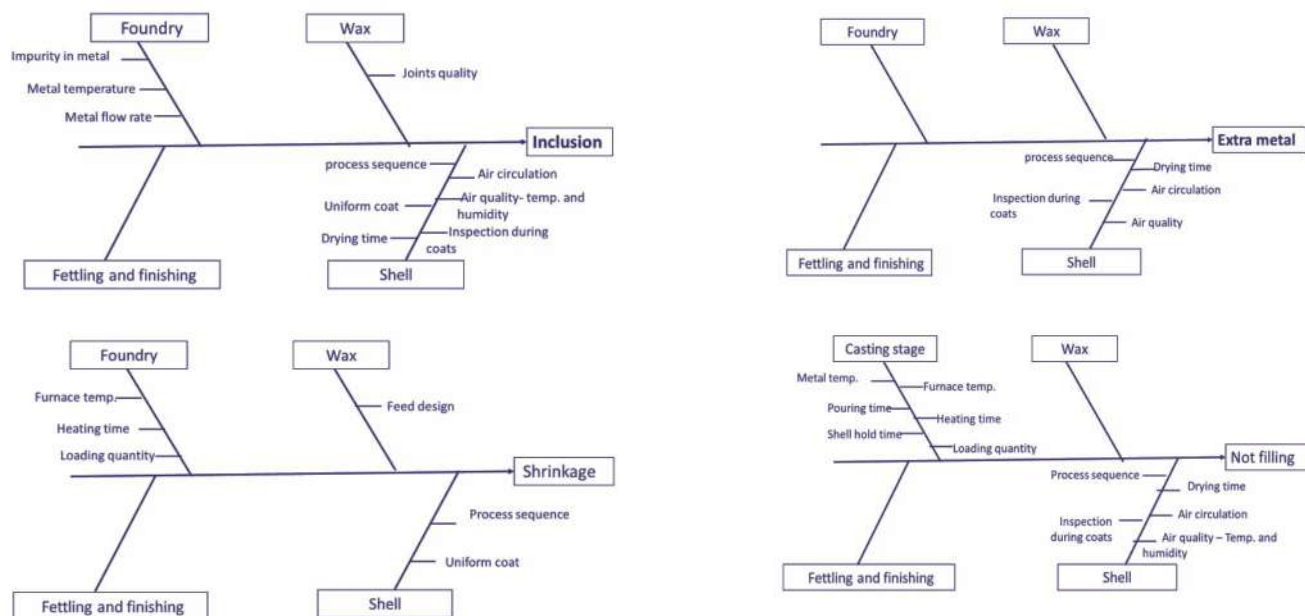 Foundry
Wax
Impurity in metal
Metal temperature
Metal flow rate
Joints quality
Inclusion
process sequence
Air circulation
Uniform coat
Air quality- temp. and
humidity
Drying time
Inspection during
coats
Fettling and finishing
Shell
Foundry
Wax
Extra metal
process sequence
Drying time
Air circulation
Inspection during
coats
Air quality
Fettling and finishing
Shell
Foundry
Wax
Furnace temp.
Heating time
Loading quantity
Feed design
Shrinkage
Process sequence
Uniform coat
Fettling and finishing
Shell
Casting stage
Wax
Metal temp.
Furnace temp.
Pouring time
Heating time
Shell hold time
Loading quantity
Not filling
Process sequence
Drying time
Air circulation
Inspection
during coats
Air quality – Temp. and
humidity
Fettling and finishing
Shell